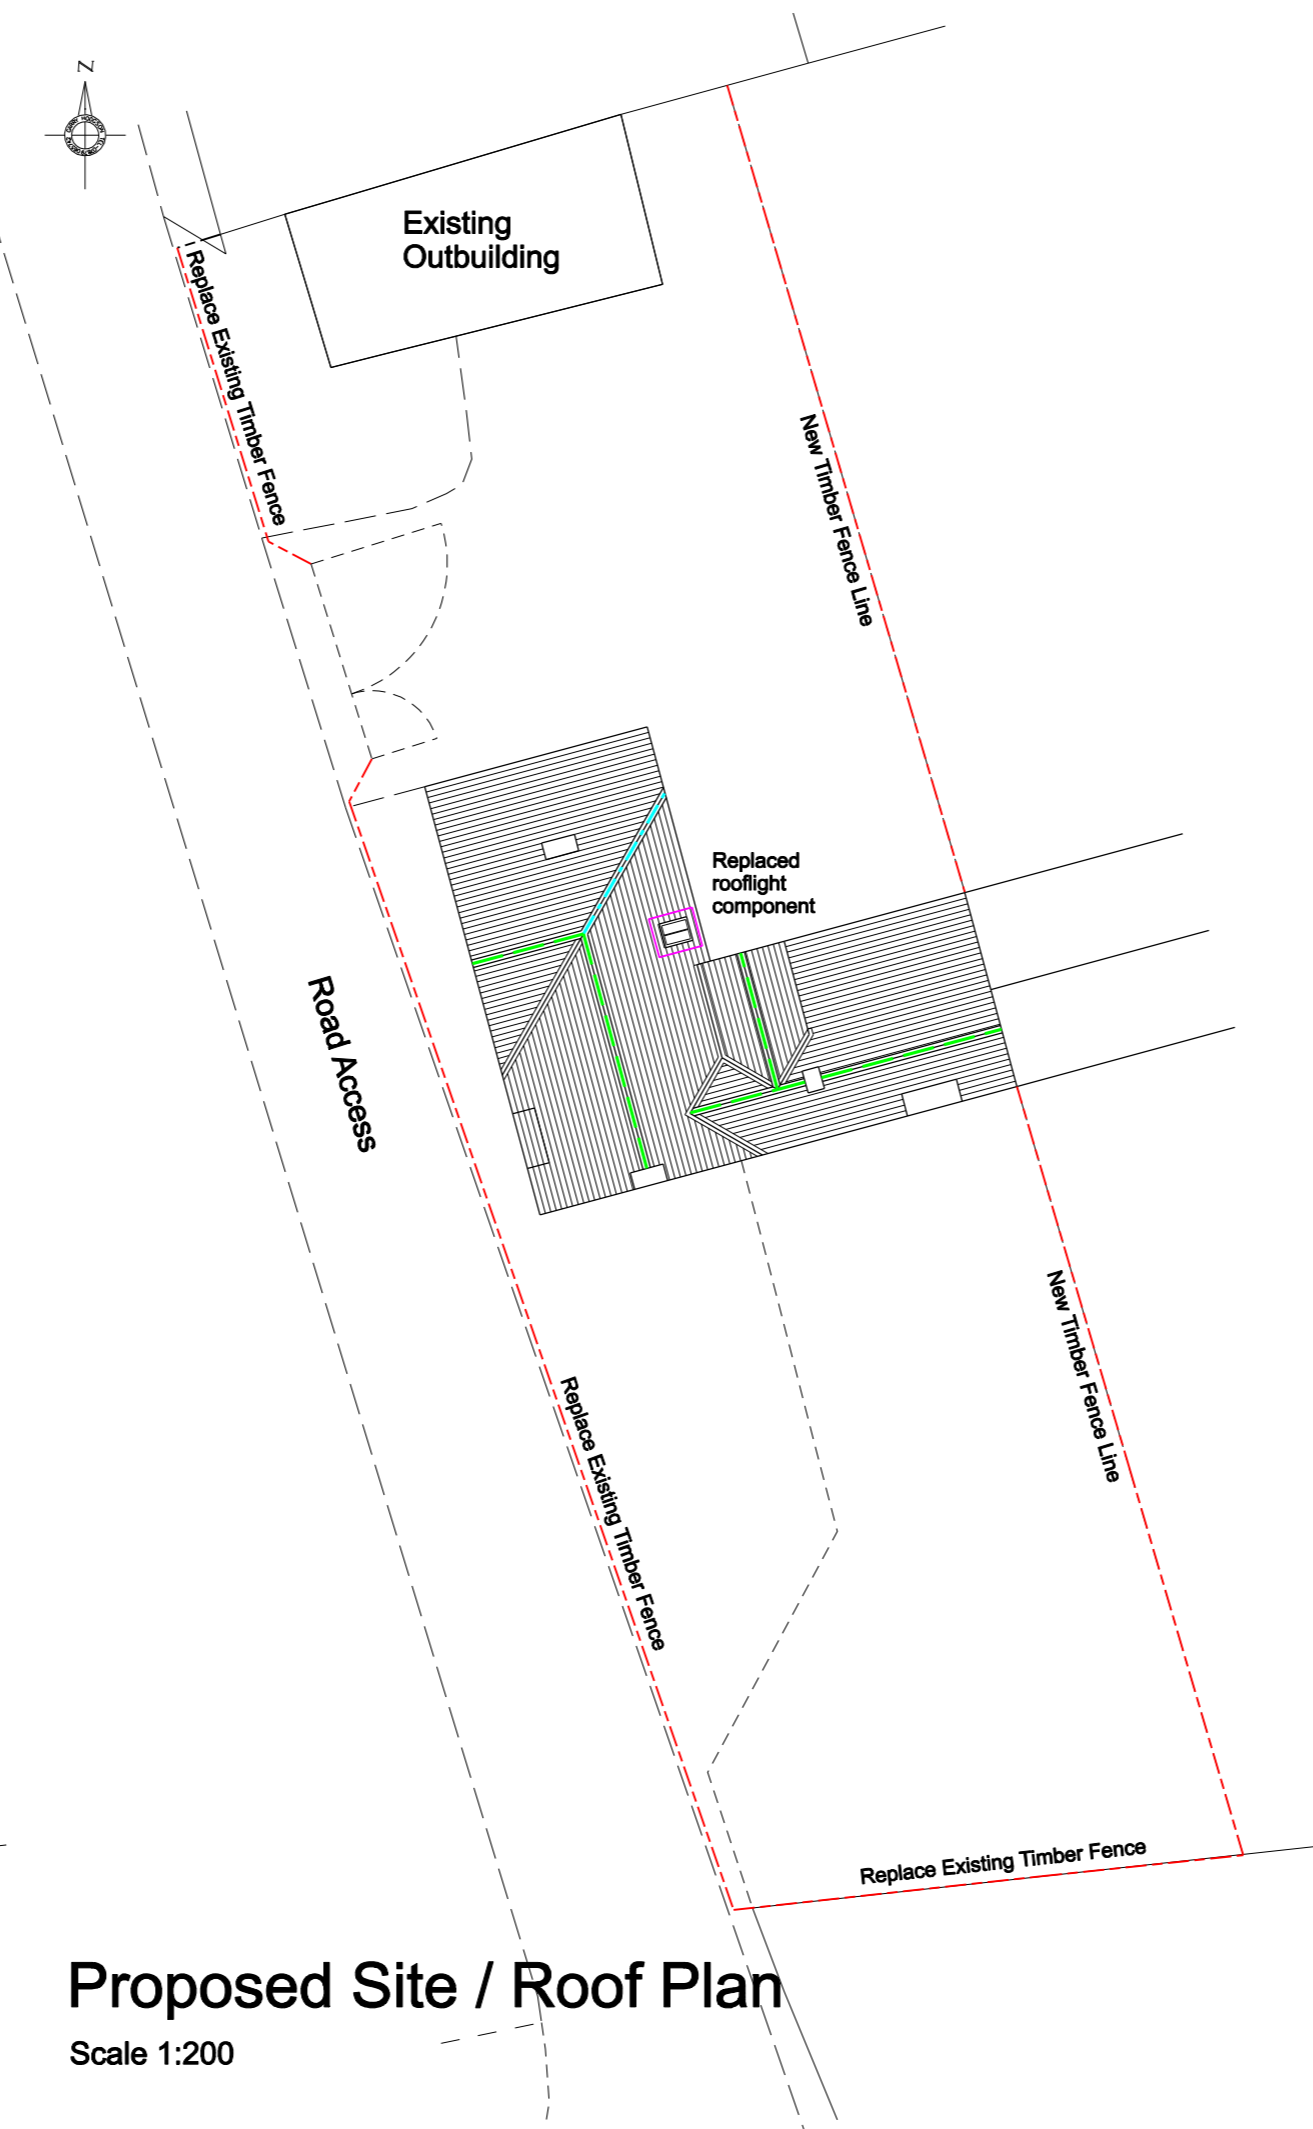 N
Existing
Outbuilding
Replace Existing Timber Fence
New Timber Fence Line
Replaced
rooflight
component
Road Access
New Timber Fence Line
Replace Existing Timber Fence
Replace Existing Timber Fence
Proposed Site / Roof Plan
Scale 1:200